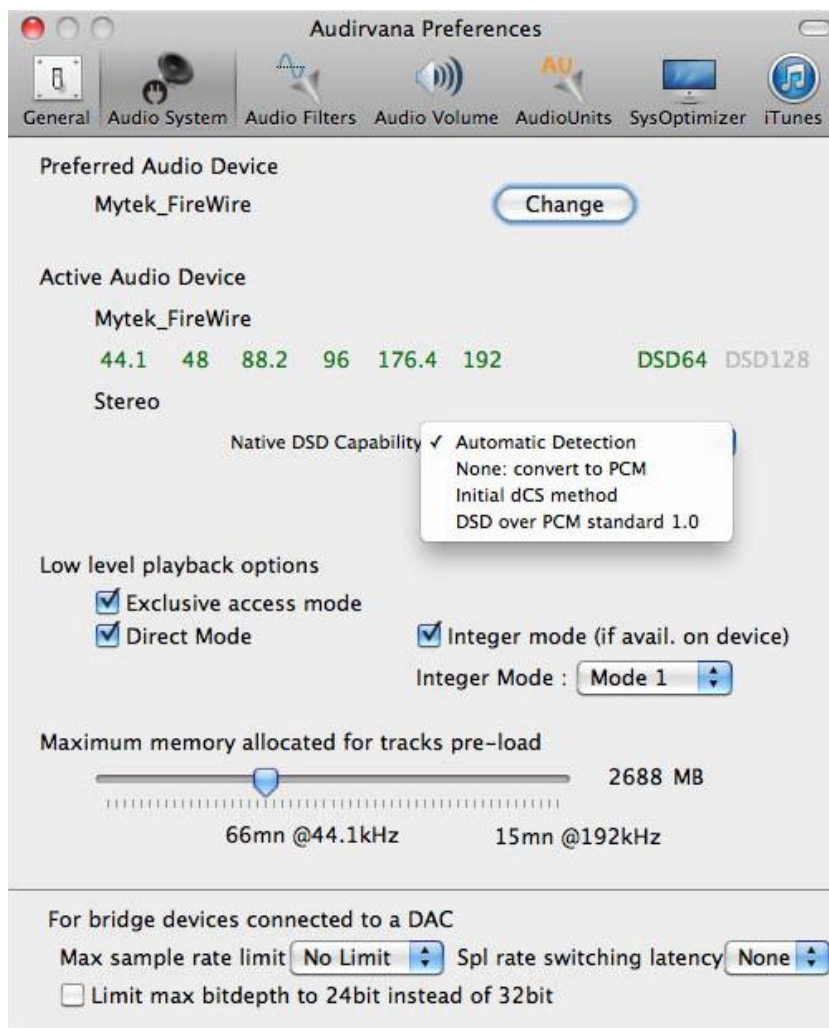 Audirvana Preferences
General Audio System Audio Filters Audio Volume AU AudioUnits SysOptimizer iTunes
Preferred Audio Device
Mytek_FireWire Change
Active Audio Device
Mytek_FireWire
44.1 48 88.2 96 176.4 192 DSD64 DSD128
Stereo
Native DSD Capability ✓ Automatic Detection
None: convert to PCM
Initial dCS method
DSD over PCM standard 1.0
Low level playback options
Exclusive access mode
Direct Mode Integer mode (if avail. on device)
Integer Mode : Mode 1
Maximum memory allocated for tracks pre-load
2688 MB
66mn @44.1kHz 15mn @192kHz
For bridge devices connected to a DAC
Max sample rate limit No Limit Spl rate switching latency None
Limit max bitdepth to 24bit instead of 32bit